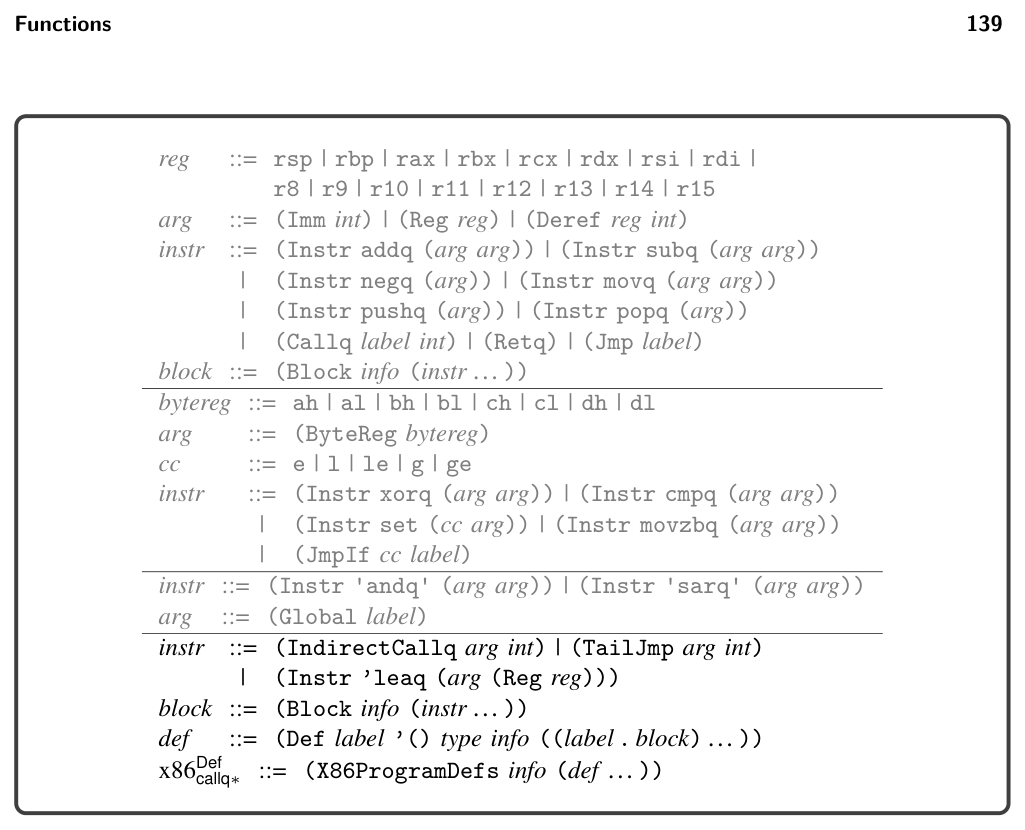 Functions 139
reg ::= rsp | rbp | rax | rbx | rcx | rdx | rsi | rdi |
r8 | r9 | r10 | r11 | r12 | r13 | r14 | r15
arg ::= (Imm int) | (Reg reg) | (Deref reg int)
instr ::= (Instr addq (arg arg)) | (Instr subq (arg arg))
| (Instr negq (arg)) | (Instr movq (arg arg))
| (Instr pushq (arg)) | (Instr popq (arg))
| (Callq label int) | (Retq) | (Jmp label)
block ::= (Block info (instr ...))
bytereg ::= ah | al | bh | bl | ch | cl | dh | dl
arg ::= (ByteReg bytereg)
cc ::= e | l | le | g | ge
instr ::= (Instr xorq (arg arg)) | (Instr cmpq (arg arg))
| (Instr set (cc arg)) | (Instr movzbq (arg arg))
| (JmpIf cc label)
instr ::= (Instr 'andq' (arg arg)) | (Instr 'sarq' (arg arg))
arg ::= (Global label)
instr ::= (IndirectCallq arg int) | (TailJmp arg int)
| (Instr ’leaq (arg (Reg reg)))
block ::= (Block info (instr ...))
def ::= (Def label ’() type info ((label . block) ...))
x86Def callq* ::= (X86ProgramDefs info (def ...))